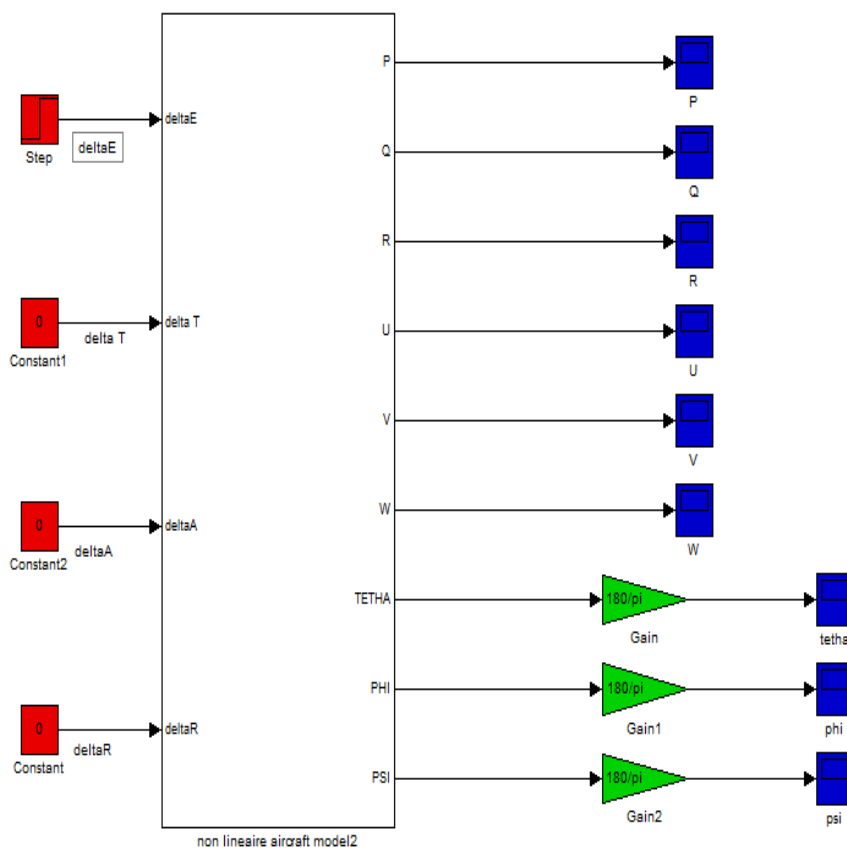 P
P
deltaE
deltaE
Step
Q
Q
R
R
0
delta T
delta T
Constant1
U
U
V
V
W
W
0
deltaA
deltaA
Constant2
TETHA
180/pi
Gain
tetha
PHI
180/pi
Gain1
phi
0
deltaR
deltaR
Constant
PSI
180/pi
Gain2
psi
non lineaire aircraft model2